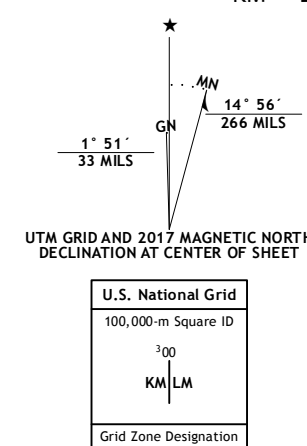 MN
GN
14° 56´
266 MILS
1° 51´
33 MILS
UTM GRID AND 2017 MAGNETIC NORTH
DECLINATION AT CENTER OF SHEET
U.S. National Grid
100,000-m Square ID
³00
KM LM
Grid Zone Designation